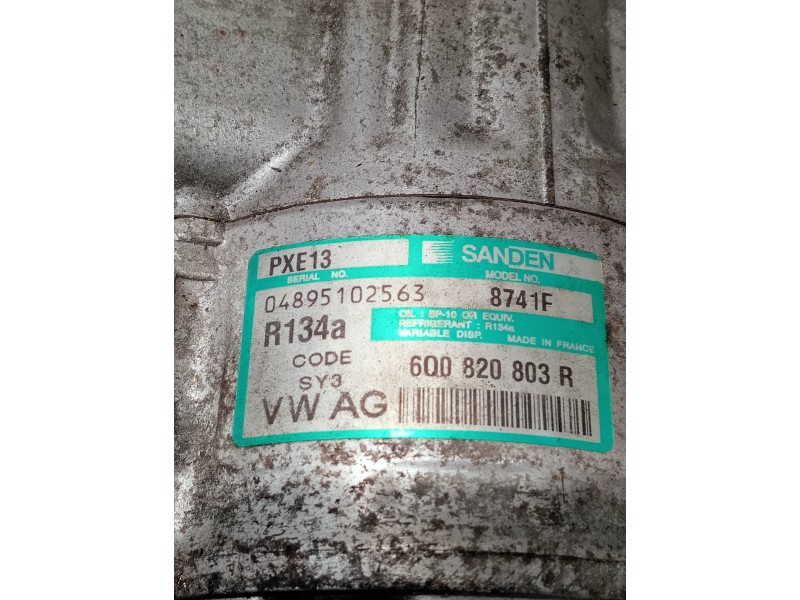 PXE13
SANDEN
SERIAL NO.
MODEL NO.
04895102563
8741F
R134a
OIL : SP-10 OR EQUIV.
REFRIGERANT : R134a
VARIABLE DISP.
MADE IN FRANCE
CODE
6Q0 820 803 R
SY3
VW AG